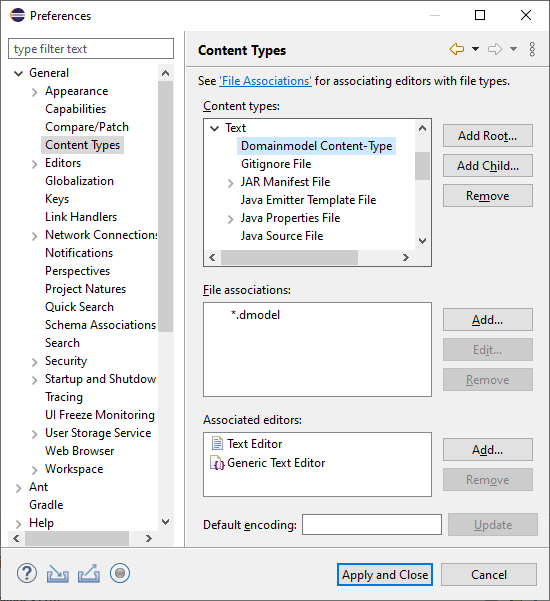 Preferences
type filter text
General
Appearance
Capabilities
Compare/Patch
Content Types
Editors
Globalization
Keys
Link Handlers
Network Connections
Notifications
Perspectives
Project Natures
Quick Search
Schema Associations
Search
Security
Startup and Shutdow
Tracing
UI Freeze Monitoring
User Storage Service
Web Browser
Workspace
Ant
Gradle
Help
Content Types
See 'File Associations' for associating editors with file types.
Content types:
Text
Domainmodel Content-Type
Gitignore File
JAR Manifest File
Java Emitter Template File
Java Properties File
Java Source File
Add Root...
Add Child...
Remove
File associations:
*.dmodel
Add...
Edit...
Remove
Associated editors:
Text Editor
Generic Text Editor
Add...
Remove
Default encoding:
Update
Apply and Close
Cancel